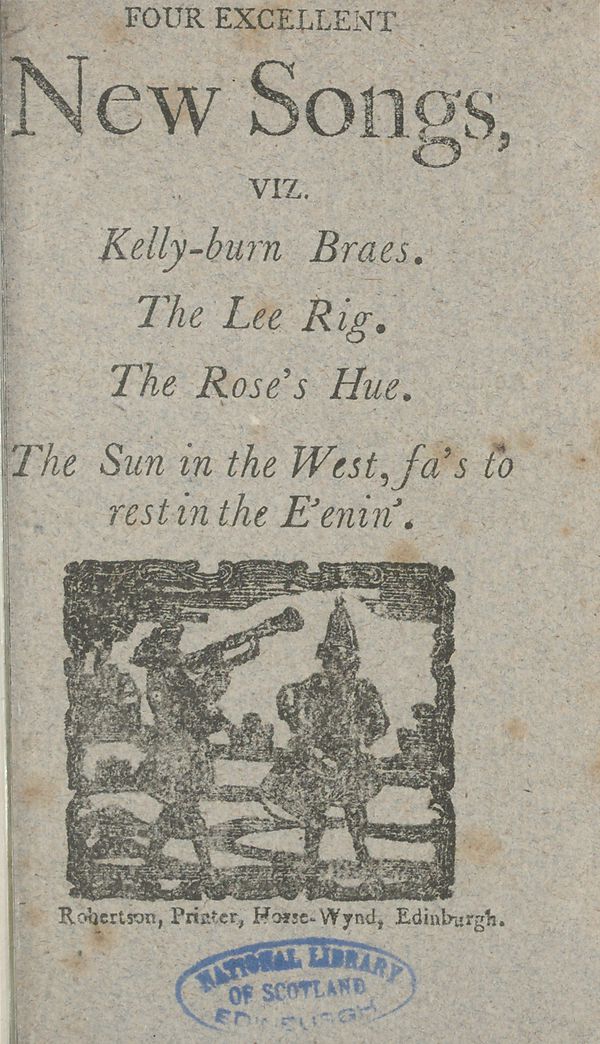 FOUR EXCELLENT
New Songs,
VIZ.
Kelly-burn Braes.
The Lee Rig.
The Rose's Hue.
The Sun in the West, fa's to
rest in the E'enin'.
Robertson, Printer, Horse-Wynd, Edinburgh.
NATIONAL LIBRARY
OF SCOTLAND
EDINBURGH